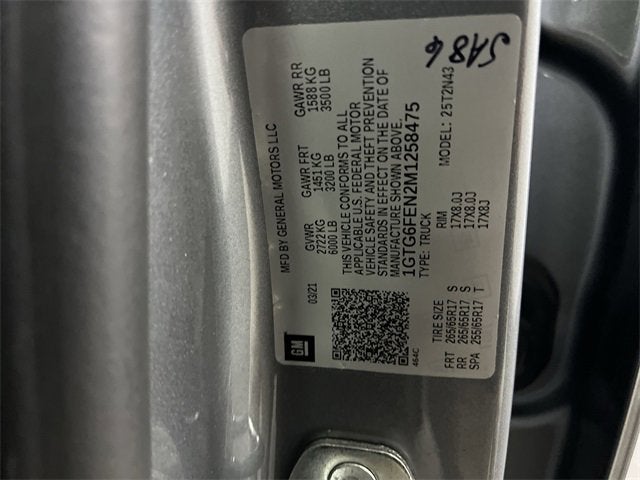 MFD BY GENERAL MOTORS LLC
03/21
GVWR GAWR FRT GAWR RR
2722 KG 1451 KG 1588 KG
6000 LB 3200 LB 3500 LB
THIS VEHICLE CONFORMS TO ALL
APPLICABLE U.S. FEDERAL MOTOR
VEHICLE SAFETY AND THEFT PREVENTION
STANDARDS IN EFFECT ON THE DATE OF
MANUFACTURE SHOWN ABOVE.
1GTG6FEN2M1258475
TYPE: TRUCK MODEL: 25T2N43
GM
464C
TIRE SIZE RIM
FRT 265/65R17 S 17X8.0J
RR 265/65R17 S 17X8.0J
SPA 255/65R17 T 17X8J
5A86